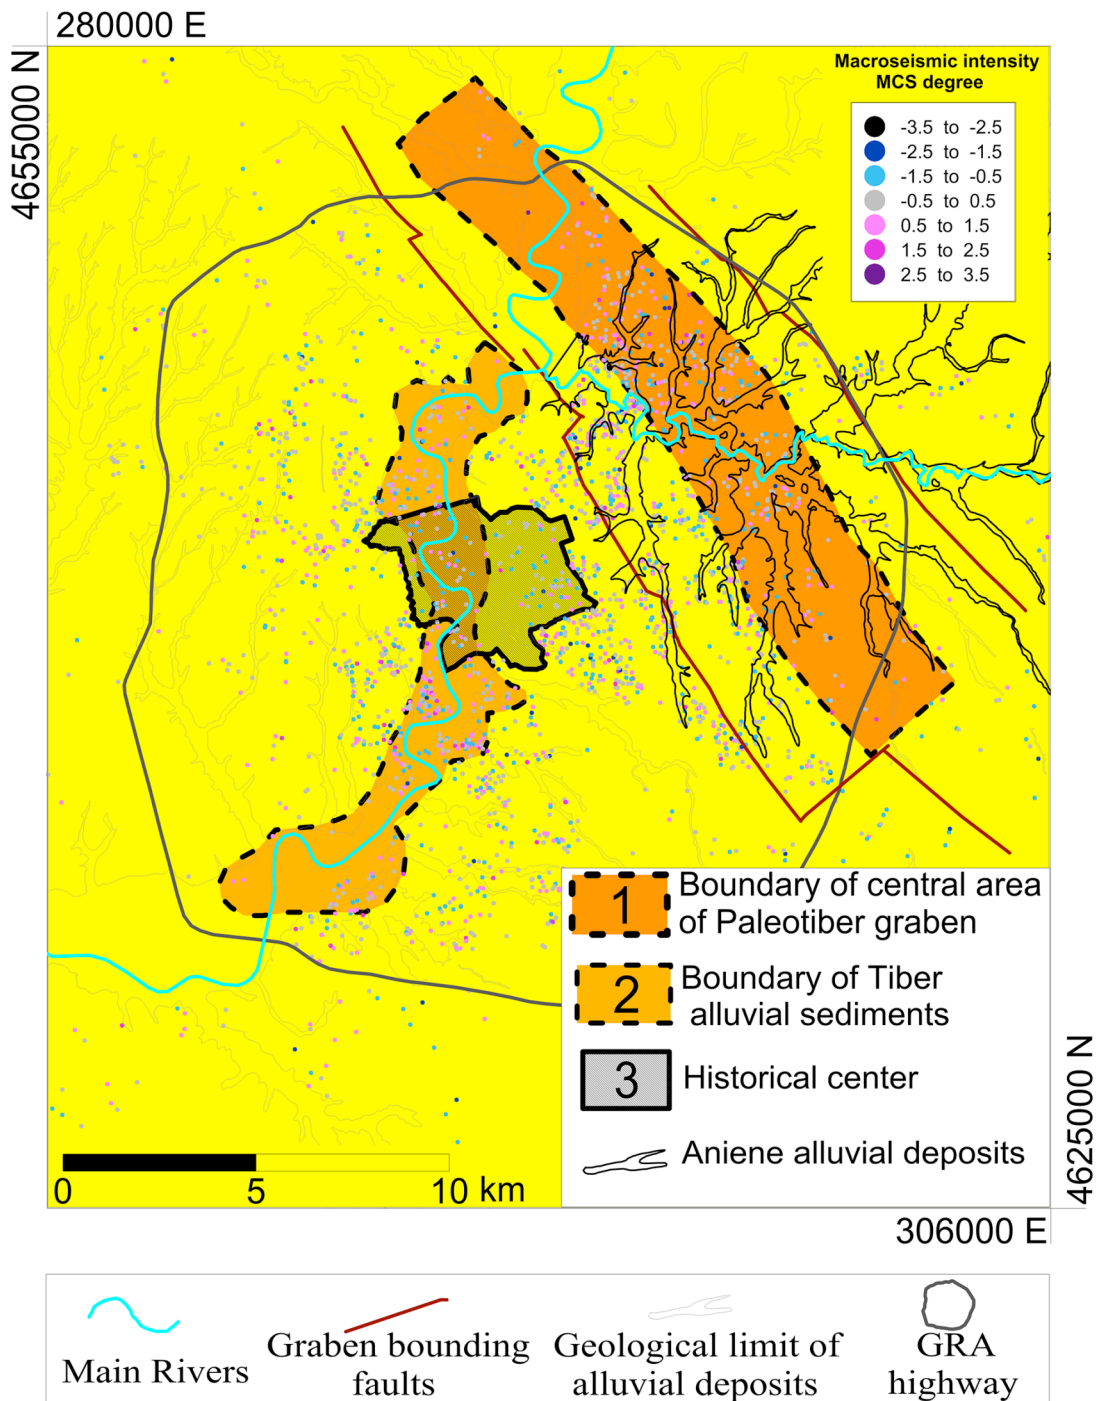 280000 E
4655000 N
Macroseismic intensity
MCS degree
-3.5 to -2.5
-2.5 to -1.5
-1.5 to -0.5
-0.5 to 0.5
0.5 to 1.5
1.5 to 2.5
2.5 to 3.5
1 Boundary of central area
of Paleotiber graben
2 Boundary of Tiber
alluvial sediments
3 Historical center
Aniene alluvial deposits
0 5 10 km
4625000 N
306000 E
Main Rivers
Graben bounding
faults
Geological limit of
alluvial deposits
GRA
highway